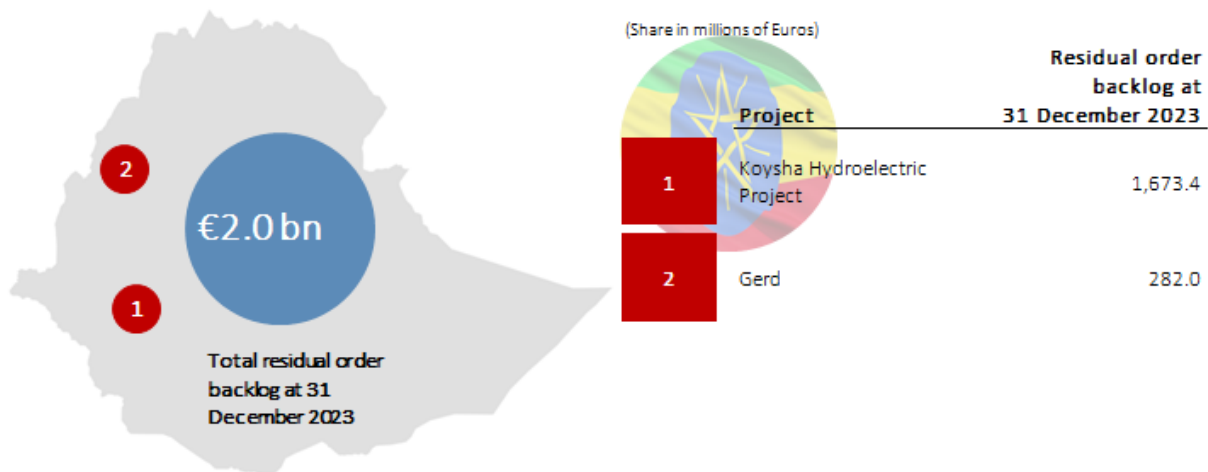 2
€2.0 bn
1
Total residual order
backlog at 31
December 2023
(Share in millions of Euros)
Project
Residual order
backlog at
31 December 2023
1
Koysha Hydroelectric
Project
1,673.4
2
Gerd
282.0